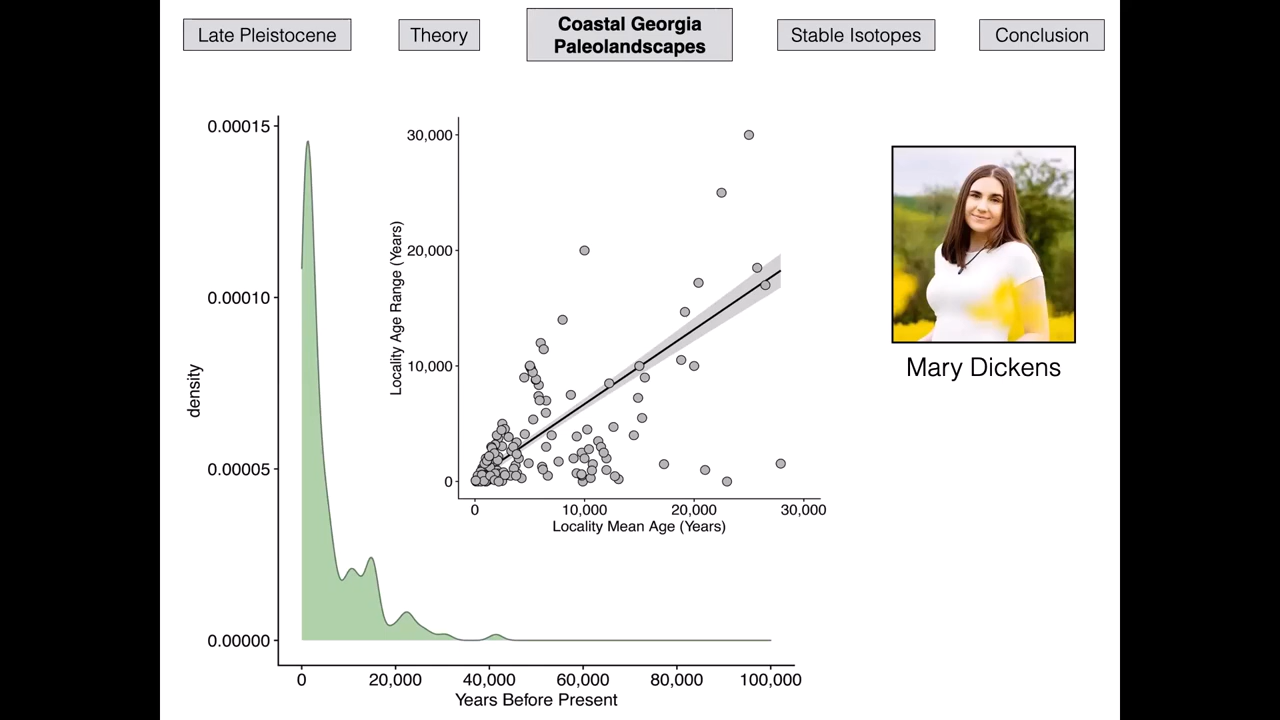 Late Pleistocene
Theory
Coastal Georgia
Paleolandscapes
Stable Isotopes
Conclusion
0.00015
0.00010
0.00005
0.00000
density
0
20,000
40,000
60,000
80,000
100,000
Years Before Present
30,000
20,000
10,000
0
Locality Age Range (Years)
0
10,000
20,000
30,000
Locality Mean Age (Years)
Mary Dickens